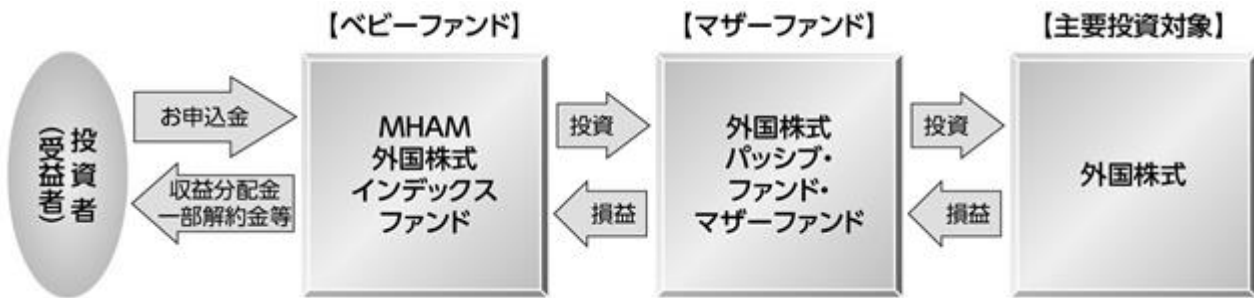 【ベビーファンド】
【マザーファンド】
【主要投資対象】
投資者
(受益者)
お申込金
収益分配金
一部解約金等
MHAM
外国株式
インデックス
ファンド
投資
損益
外国株式
パッシブ・
ファンド・
マザーファンド
投資
損益
外国株式